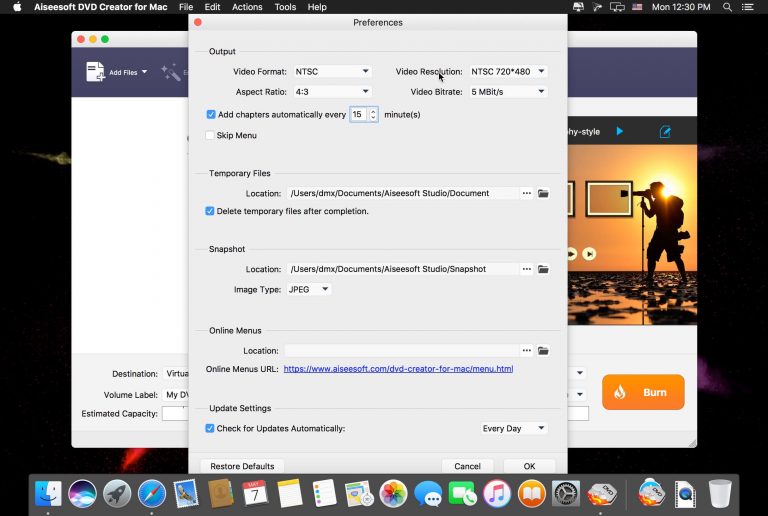 Aiseesoft DVD Creator for Mac File Edit Actions Tools Help Mon 12:30 PM
Preferences
Output
Add Files
Video Format: NTSC Video Resolution: NTSC 720*480
Aspect Ratio: 4:3 Video Bitrate: 5 MBit/s
Add chapters automatically every 15 minute(s)
Skip Menu
hy-style
Temporary Files
Location: /Users/dmx/Documents/Aiseesoft Studio/Document ...
Delete temporary files after completion.
Snapshot
Location: /Users/dmx/Documents/Aiseesoft Studio/Snapshot ...
Image Type: JPEG
Online Menus
Location: ...
Online Menus URL: https://www.aiseesoft.com/dvd-creator-for-mac/menu.html
Destination: Virtua
Volume Label: My DV
Burn
Estimated Capacity:
Update Settings
Check for Updates Automatically: Every Day
Restore Defaults Cancel OK
MAY
7